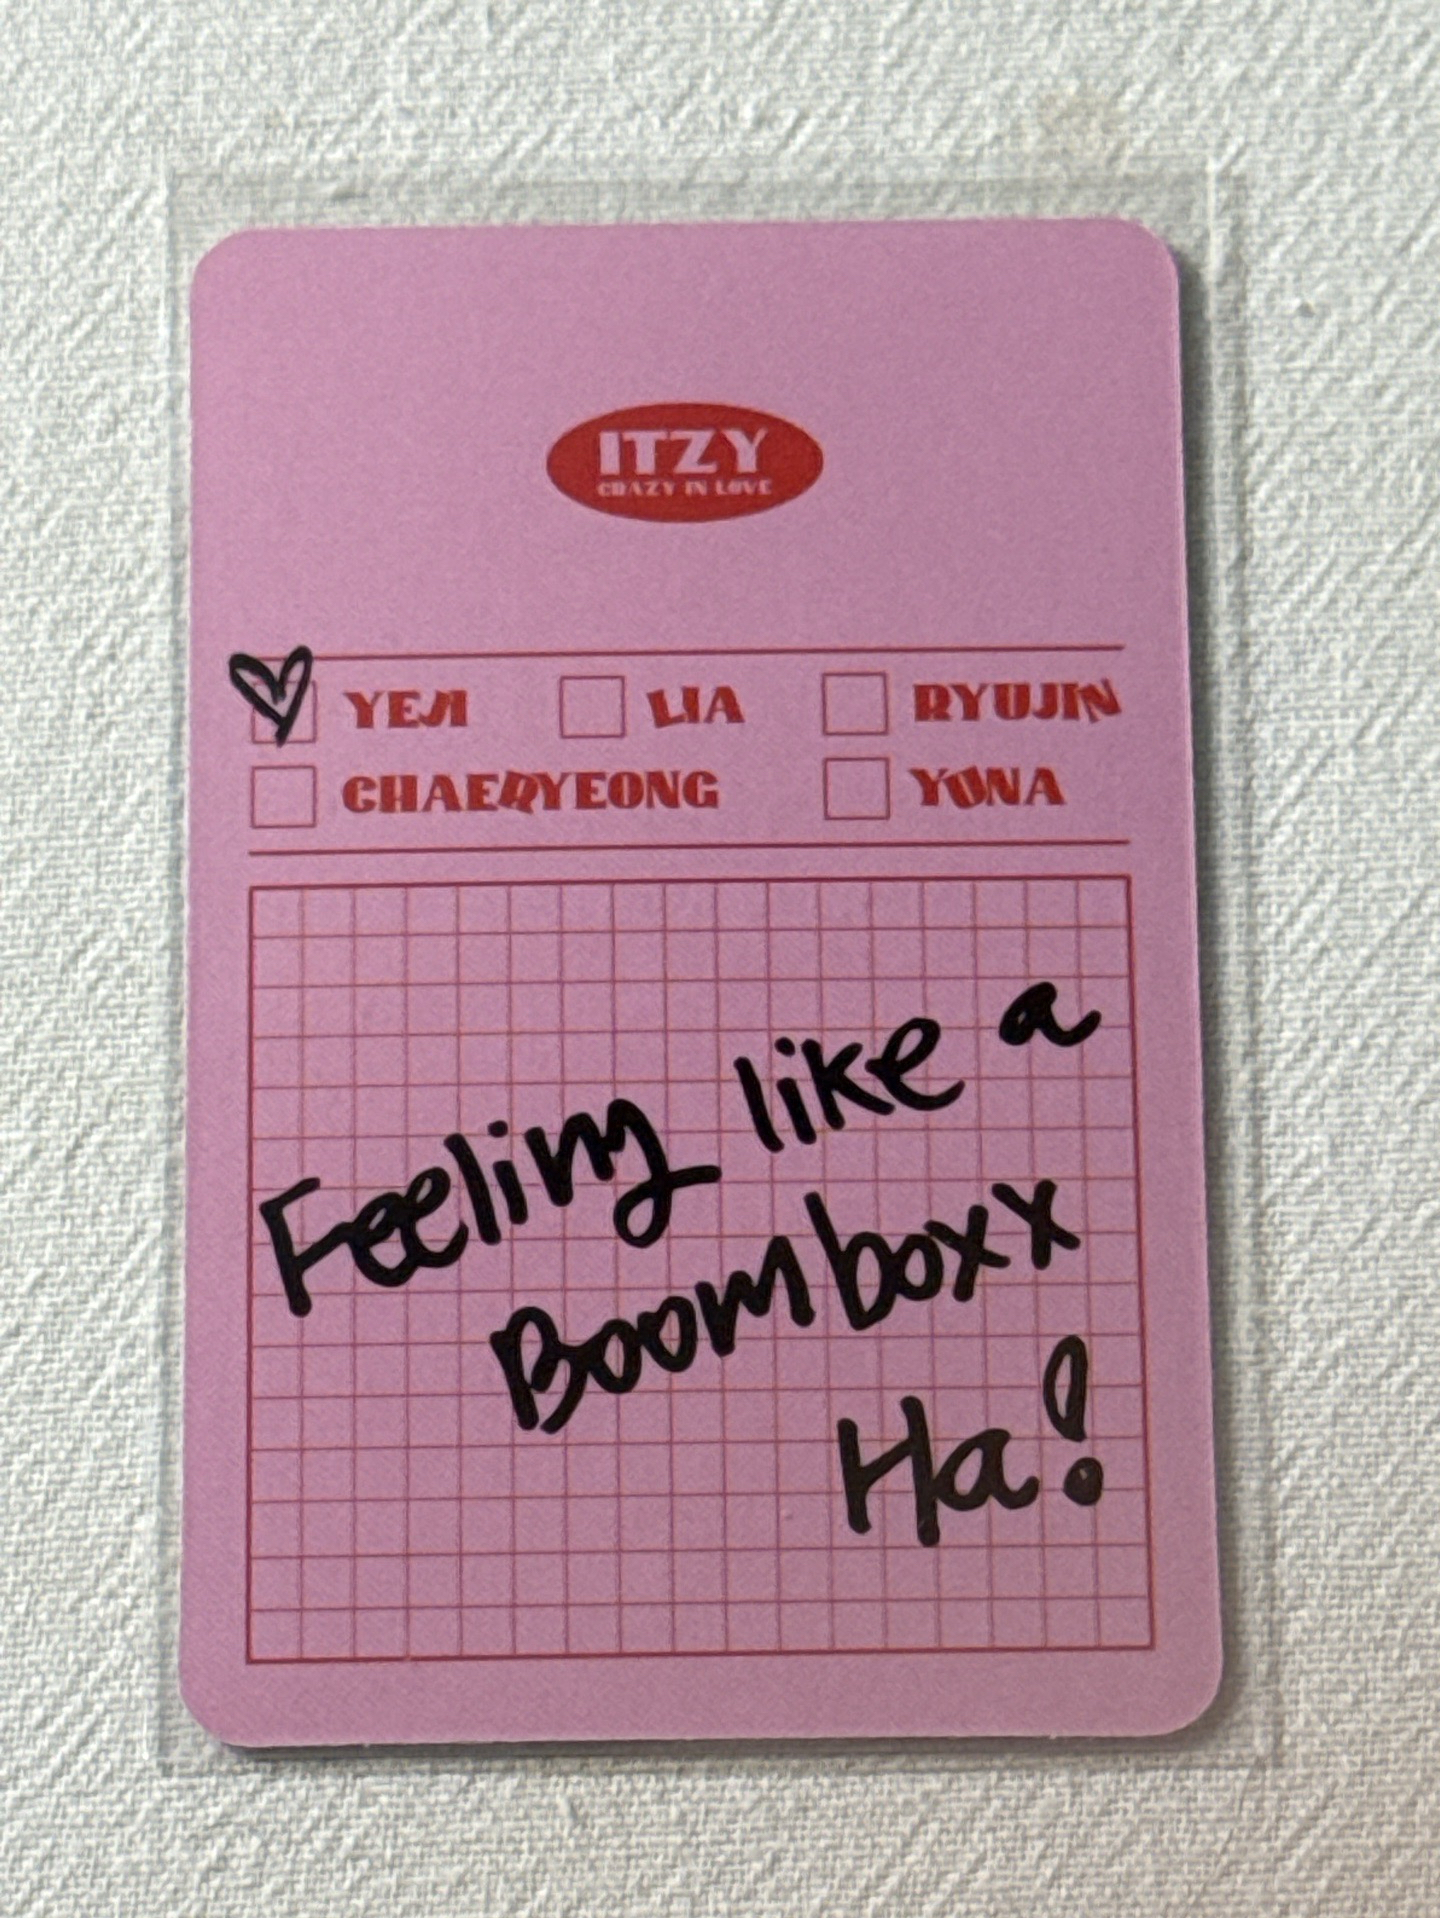 ITZY
CRAZY IN LOVE
YEJI LIA RYUJIN
CHAERYEONG YUNA
Feeling like a
Boomboxx
Ha!